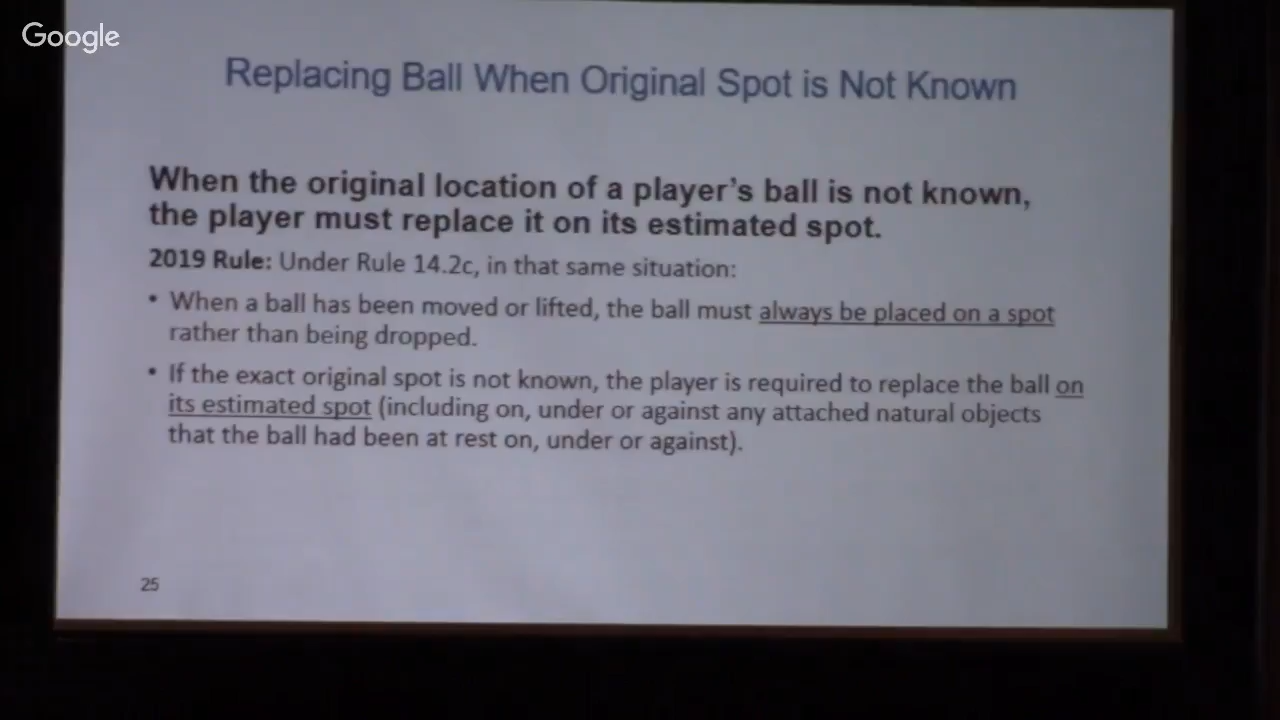 Google
Replacing Ball When Original Spot is Not Known
When the original location of a player's ball is not known,
the player must replace it on its estimated spot.
2019 Rule: Under Rule 14.2c, in that same situation:
• When a ball has been moved or lifted, the ball must always be placed on a spot
rather than being dropped.
• If the exact original spot is not known, the player is required to replace the ball on
its estimated spot (including on, under or against any attached natural objects
that the ball had been at rest on, under or against).
25